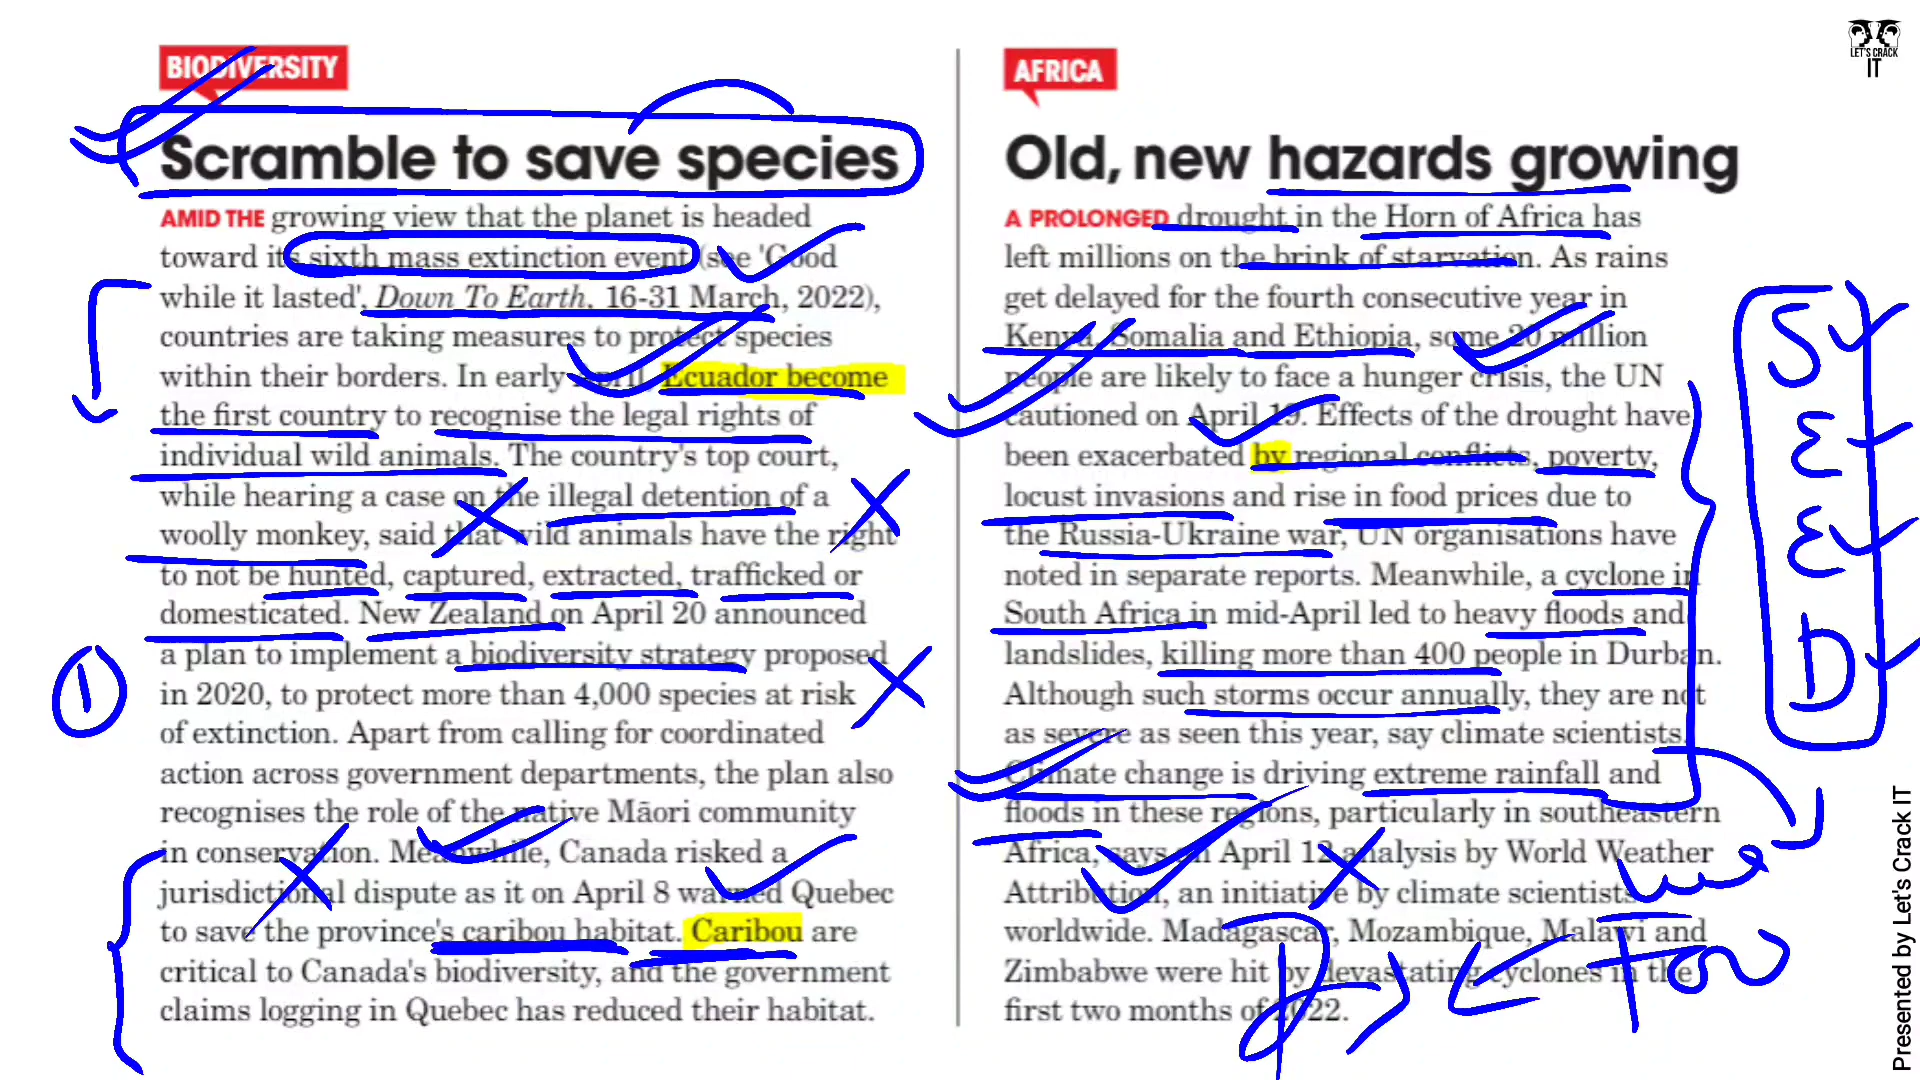 BIODIVERSITY
Scramble to save species
AMID THE growing view that the planet is headed
toward its sixth mass extinction event (see 'Good
while it lasted', Down To Earth, 16-31 March, 2022),
countries are taking measures to protect species
within their borders. In early April, Ecuador become
the first country to recognise the legal rights of
individual wild animals. The country's top court,
while hearing a case on the illegal detention of a
woolly monkey, said that wild animals have the right
to not be hunted, captured, extracted, trafficked or
domesticated. New Zealand on April 20 announced
a plan to implement a biodiversity strategy proposed
in 2020, to protect more than 4,000 species at risk
of extinction. Apart from calling for coordinated
action across government departments, the plan also
recognises the role of the native Māori community
in conservation. Meanwhile, Canada risked a
jurisdictional dispute as it on April 8 warned Quebec
to save the province's caribou habitat. Caribou are
critical to Canada's biodiversity, and the government
claims logging in Quebec has reduced their habitat.
1
AFRICA
Old, new hazards growing
A PROLONGED drought in the Horn of Africa has
left millions on the brink of starvation. As rains
get delayed for the fourth consecutive year in
Kenya, Somalia and Ethiopia, some 20 million
people are likely to face a hunger crisis, the UN
cautioned on April 19. Effects of the drought have
been exacerbated by regional conflicts, poverty,
locust invasions and rise in food prices due to
the Russia-Ukraine war, UN organisations have
noted in separate reports. Meanwhile, a cyclone in
South Africa in mid-April led to heavy floods and
landslides, killing more than 400 people in Durban.
Although such storms occur annually, they are not
as severe as seen this year, say climate scientists.
Climate change is driving extreme rainfall and
floods in these regions, particularly in southeastern
Africa, says an April 12 analysis by World Weather
Attribution, an initiative by climate scientists
worldwide. Madagascar, Mozambique, Malawi and
Zimbabwe were hit by devastating cyclones in the
first two months of 2022.
S
E
E
D
LET'S CRACK
IT
Presented by Let's Crack IT